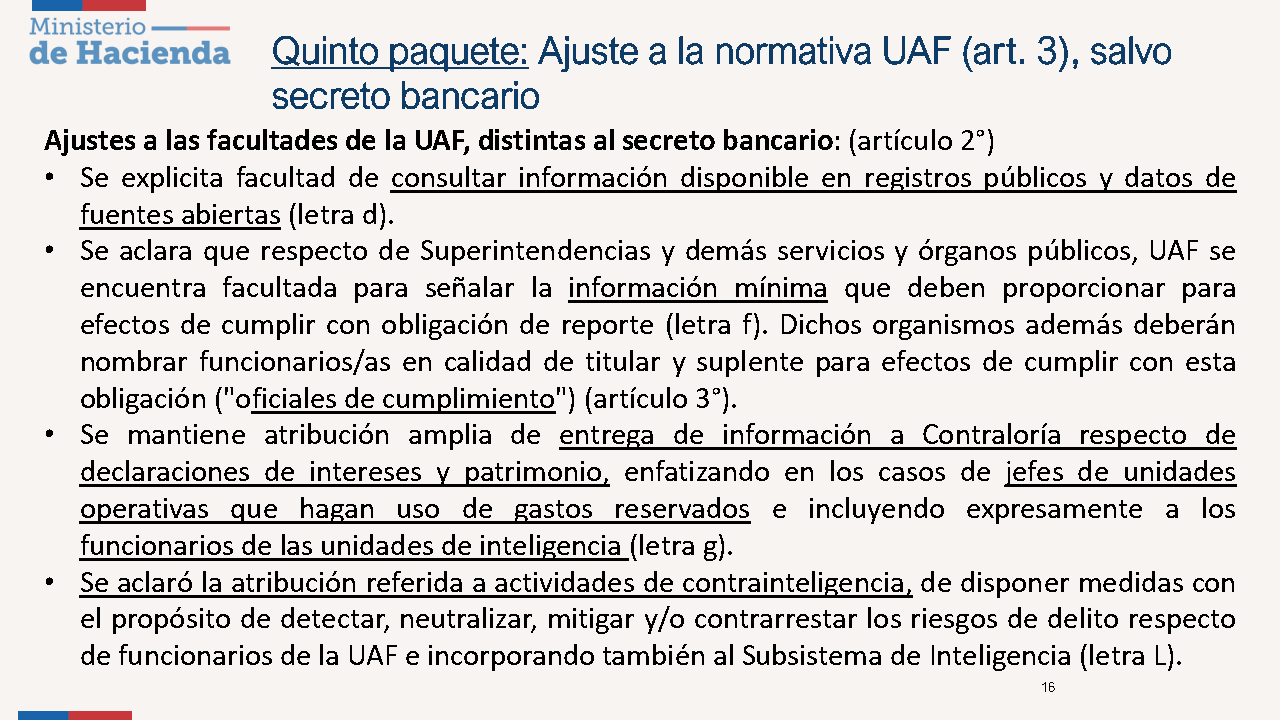 Ministerio
de Hacienda
Quinto paquete: Ajuste a la normativa UAF (art. 3), salvo
secreto bancario
Ajustes a las facultades de la UAF, distintas al secreto bancario: (artículo 2°)
• Se explicita facultad de consultar información disponible en registros públicos y datos de
fuentes abiertas (letra d).
• Se aclara que respecto de Superintendencias y demás servicios y órganos públicos, UAF se
encuentra facultada para señalar la información mínima que deben proporcionar para
efectos de cumplir con obligación de reporte (letra f). Dichos organismos además deberán
nombrar funcionarios/as en calidad de titular y suplente para efectos de cumplir con esta
obligación ("oficiales de cumplimiento") (artículo 3°).
• Se mantiene atribución amplia de entrega de información a Contraloría respecto de
declaraciones de intereses y patrimonio, enfatizando en los casos de jefes de unidades
operativas que hagan uso de gastos reservados e incluyendo expresamente a los
funcionarios de las unidades de inteligencia (letra g).
• Se aclaró la atribución referida a actividades de contrainteligencia, de disponer medidas con
el propósito de detectar, neutralizar, mitigar y/o contrarrestar los riesgos de delito respecto
de funcionarios de la UAF e incorporando también al Subsistema de Inteligencia (letra L).
16